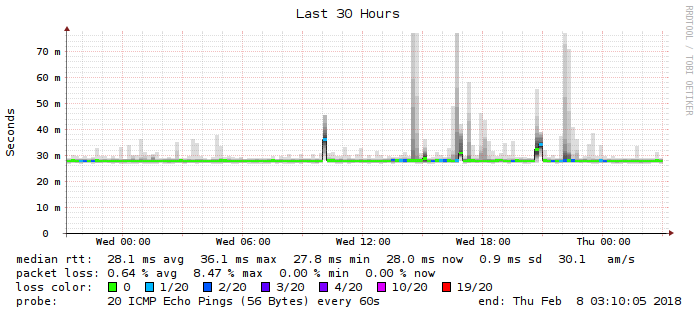 Last 30 Hours
RRDTOOL / TOBI OETIKER
Seconds
70 m
60 m
50 m
40 m
30 m
20 m
10 m
0
Wed 00:00 Wed 06:00 Wed 12:00 Wed 18:00 Thu 00:00
median rtt: 28.1 ms avg 36.1 ms max 27.8 ms min 28.0 ms now 0.9 ms sd 30.1 am/s
packet loss: 0.64 % avg 8.47 % max 0.00 % min 0.00 % now
loss color: 0 1/20 2/20 3/20 4/20 10/20 19/20
probe: 20 ICMP Echo Pings (56 Bytes) every 60s end: Thu Feb 8 03:10:05 2018